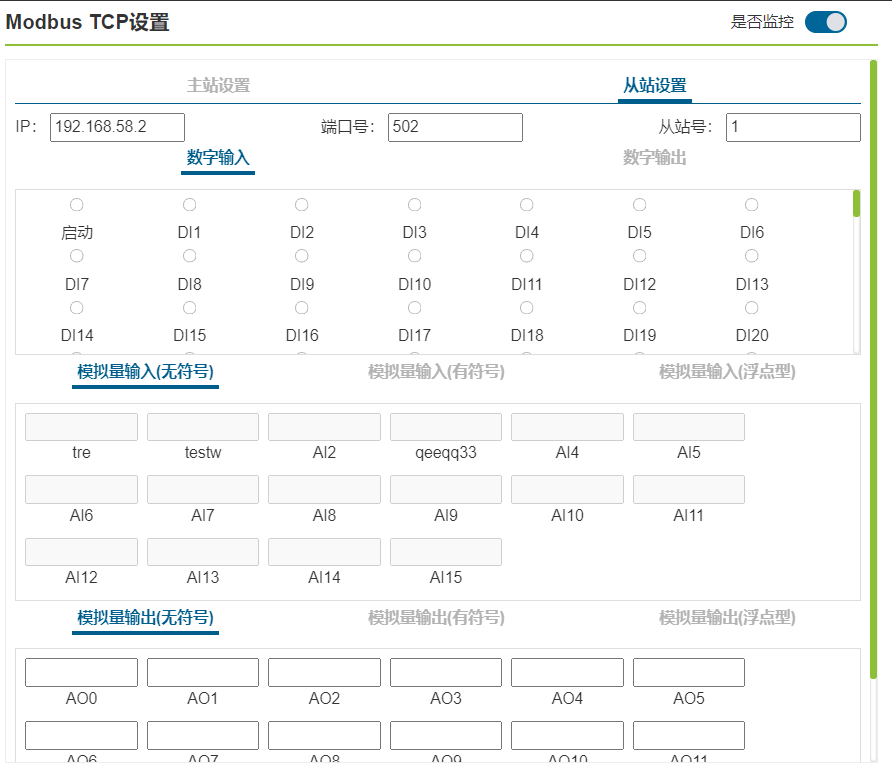 Modbus TCP设置 是否监控
主站设置 从站设置
IP： 192.168.58.2 端口号： 502 从站号： 1
数字输入 数字输出
启动 DI1 DI2 DI3 DI4 DI5 DI6
DI7 DI8 DI9 DI10 DI11 DI12 DI13
DI14 DI15 DI16 DI17 DI18 DI19 DI20
模拟量输入(无符号) 模拟量输入(有符号) 模拟量输入(浮点型)
tre testw AI2 qeeqq33 AI4 AI5
AI6 AI7 AI8 AI9 AI10 AI11
AI12 AI13 AI14 AI15
模拟量输出(无符号) 模拟量输出(有符号) 模拟量输出(浮点型)
AO0 AO1 AO2 AO3 AO4 AO5
AO6 AO7 AO8 AO9 AO10 AO11